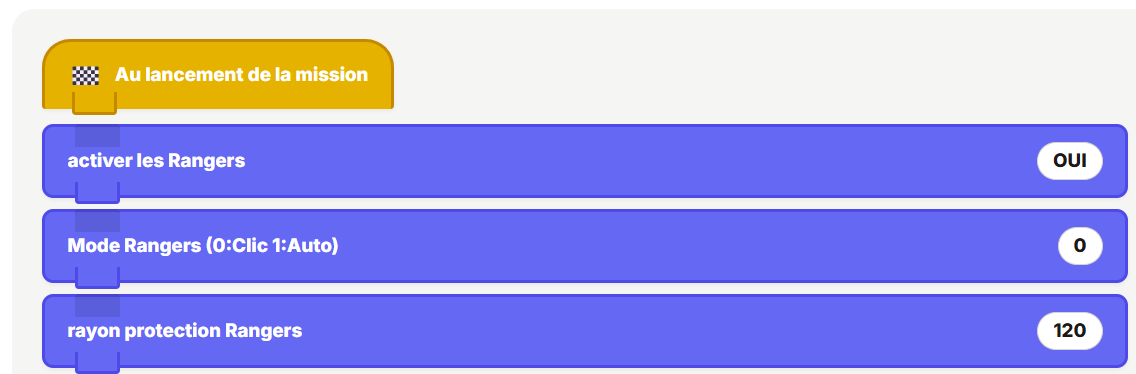 Au lancement de la mission
activer les Rangers OUI
Mode Rangers (0:Clic 1:Auto) 0
rayon protection Rangers 120